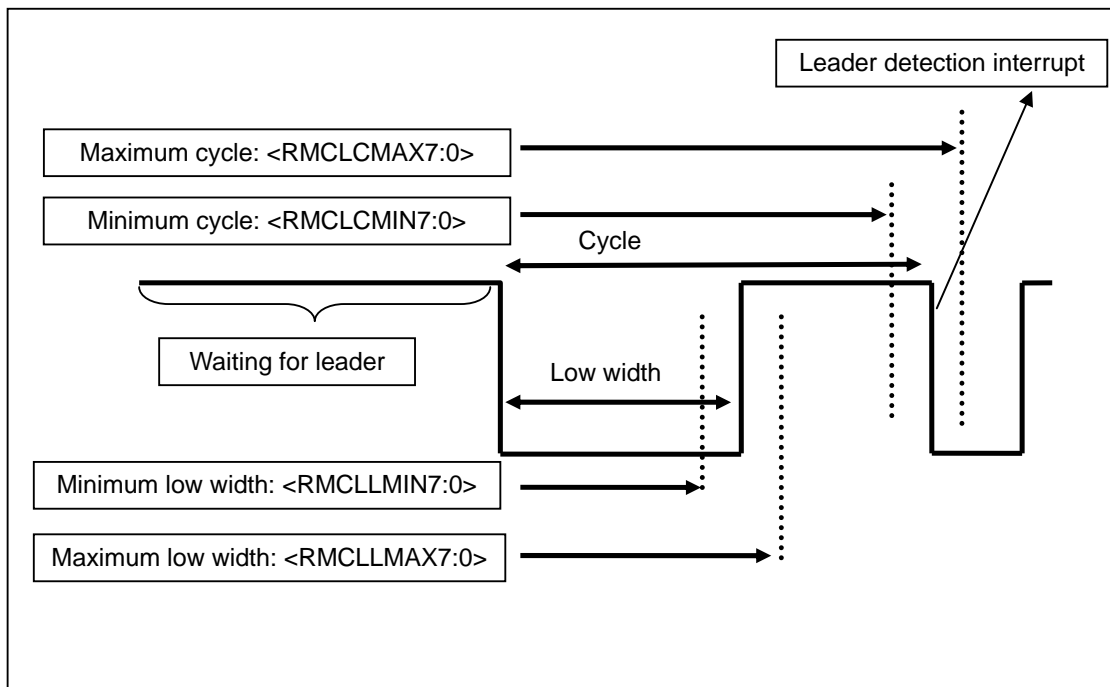 Leader detection interrupt
Maximum cycle: <RMCLCMAX7:0>
Minimum cycle: <RMCLCMIN7:0>
Cycle
Waiting for leader
Low width
Minimum low width: <RMCLLMIN7:0>
Maximum low width: <RMCLLMAX7:0>